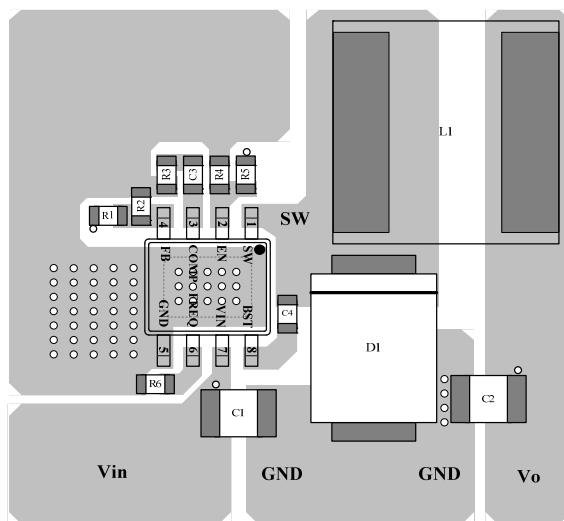 L1
R3
C3
R4
R5
R2
R1
SW
4
3
2
1
FB
COMP
EN
SW
GND
FREQ
VIN
BST
C4
5
6
7
8
D1
R6
C1
C2
Vin
GND
GND
Vo